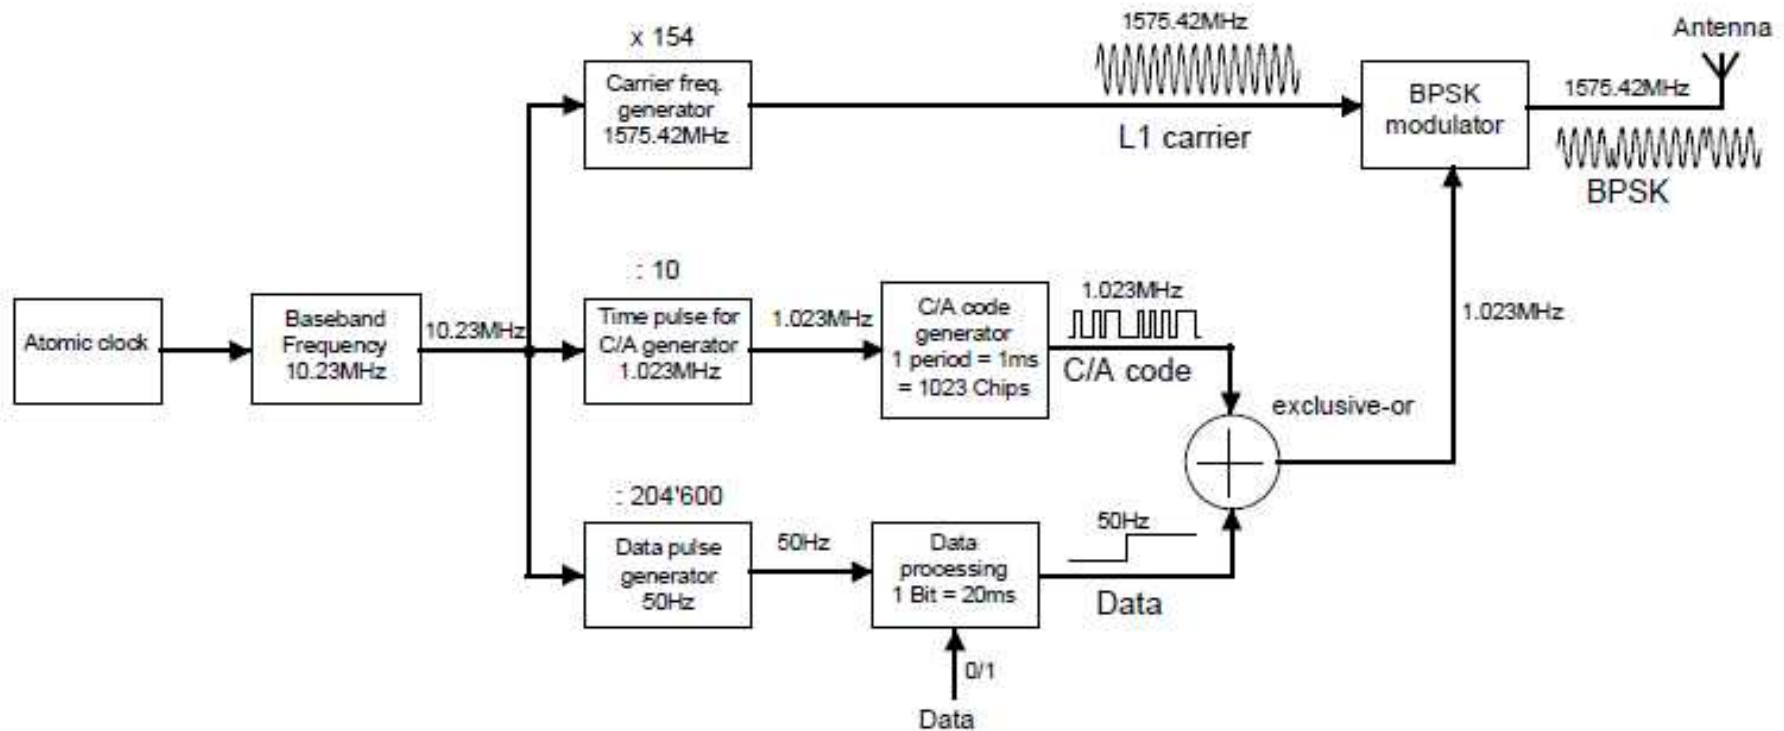 x 154
Carrier freq.
generator
1575.42MHz
1575.42MHz
L1 carrier
BPSK
modulator
Antenna
1575.42MHz
BPSK
Atomic clock
Baseband
Frequency
10.23MHz
10.23MHz
: 10
Time pulse for
C/A generator
1.023MHz
1.023MHz
C/A code
generator
1 period = 1ms
= 1023 Chips
1.023MHz
C/A code
exclusive-or
1.023MHz
: 204'600
Data pulse
generator
50Hz
50Hz
Data
processing
1 Bit = 20ms
50Hz
Data
0/1
Data